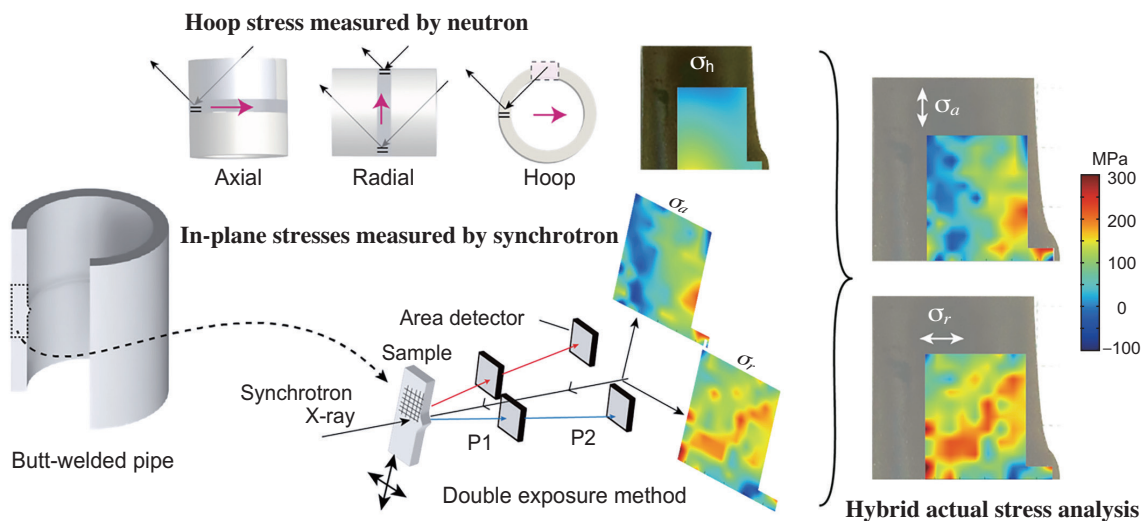 Hoop stress measured by neutron
Axial
Radial
Hoop
σh
In-plane stresses measured by synchrotron
σa
Area detector
Sample
Synchrotron
X-ray
P1
P2
σr
Double exposure method
Butt-welded pipe
σa
MPa
300
200
100
0
−100
σr
Hybrid actual stress analysis